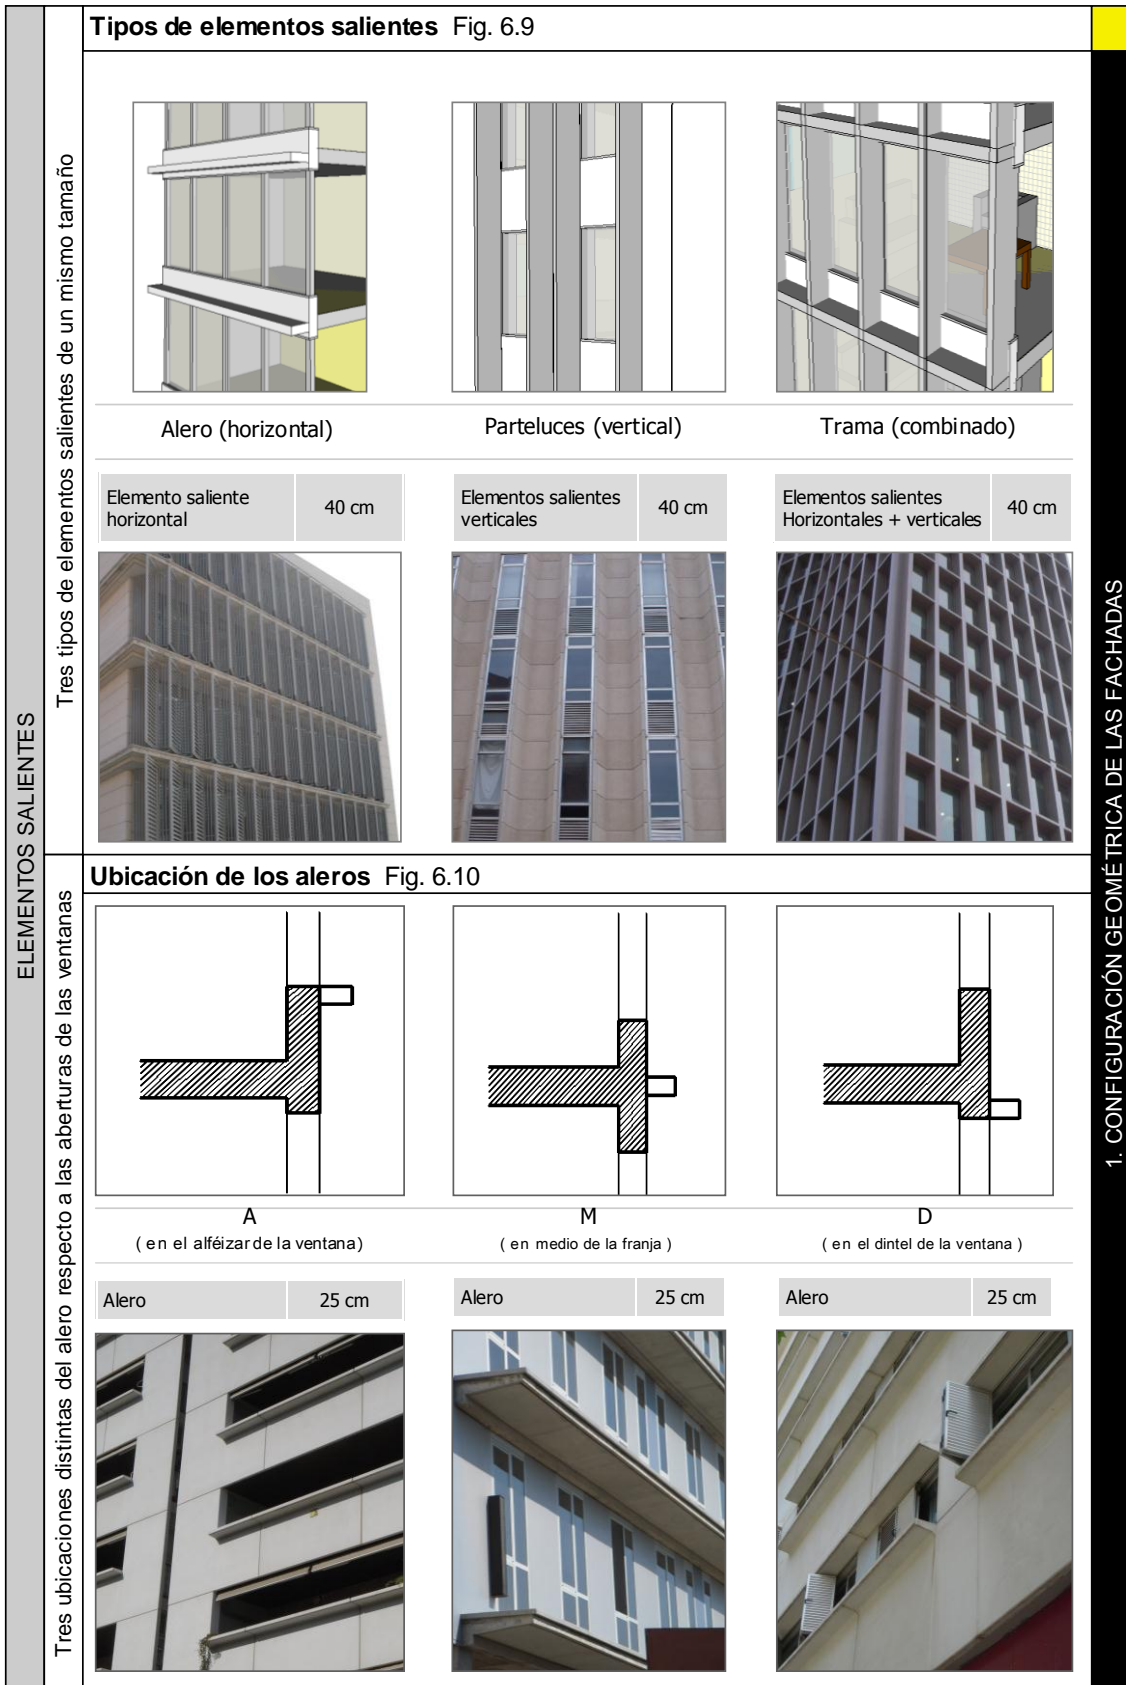 Tipos de elementos salientes Fig. 6.9
ELEMENTOS SALIENTES
Tres tipos de elementos salientes de un mismo tamaño
Alero (horizontal)
Parteluces (vertical)
Trama (combinado)
Elemento saliente
horizontal
40 cm
Elementos salientes
verticales
40 cm
Elementos salientes
Horizontales + verticales
40 cm
Ubicación de los aleros Fig. 6.10
Tres ubicaciones distintas del alero respecto a las aberturas de las ventanas
A
( en el alféizar de la ventana)
M
( en medio de la franja )
D
( en el dintel de la ventana )
Alero
25 cm
Alero
25 cm
Alero
25 cm
1. CONFIGURACIÓN GEOMÉTRICA DE LAS FACHADAS